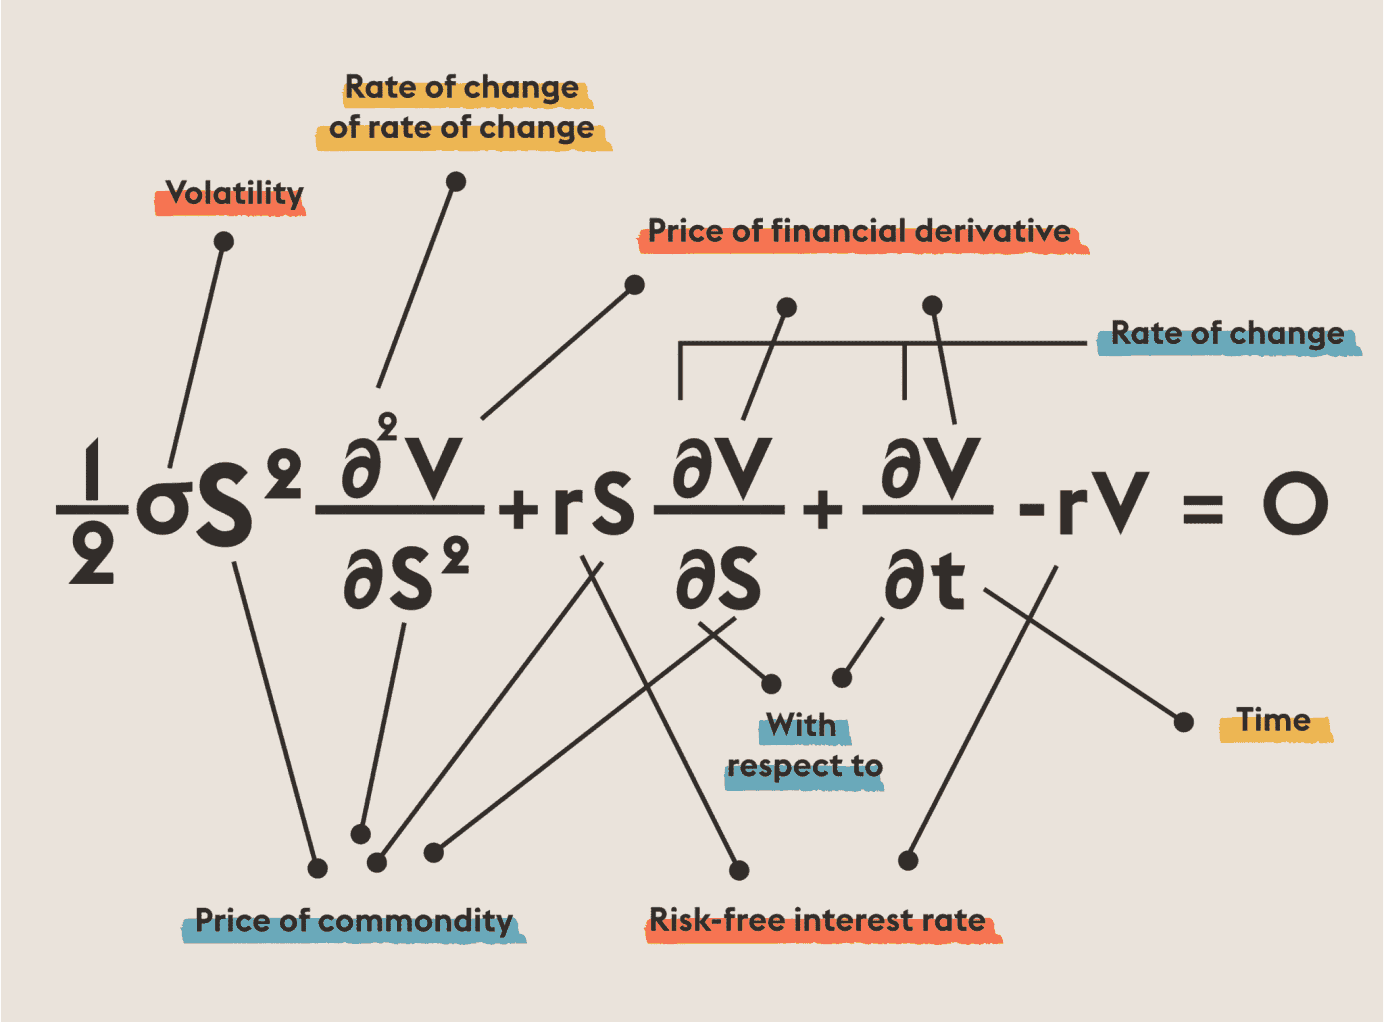 Rate of change
of rate of change
Volatility
Price of financial derivative
Rate of change
1/2 σS² ∂²V/∂S² + rS ∂V/∂S + ∂V/∂t - rV = 0
With
respect to
Time
Price of commondity
Risk-free interest rate